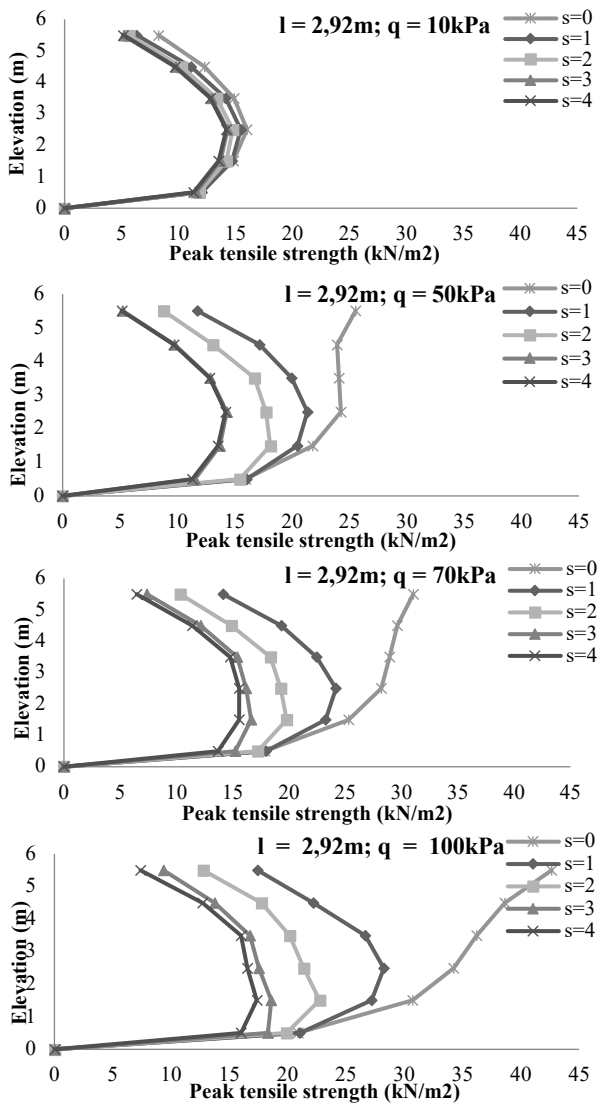 l = 2,92m; q = 10kPa
s=0
s=1
s=2
s=3
s=4
Elevation (m)
6
5
4
3
2
1
0
0 5 10 15 20 25 30 35 40 45
Peak tensile strength (kN/m2)
l = 2,92m; q = 50kPa
s=0
s=1
s=2
s=3
s=4
Elevation (m)
6
5
4
3
2
1
0
0 5 10 15 20 25 30 35 40 45
Peak tensile strength (kN/m2)
l = 2,92m; q = 70kPa
s=0
s=1
s=2
s=3
s=4
Elevation (m)
6
5
4
3
2
1
0
0 5 10 15 20 25 30 35 40 45
Peak tensile strength (kN/m2)
l = 2,92m; q = 100kPa
s=0
s=1
s=2
s=3
s=4
Elevation (m)
6
5
4
3
2
1
0
0 5 10 15 20 25 30 35 40 45
Peak tensile strength (kN/m2)